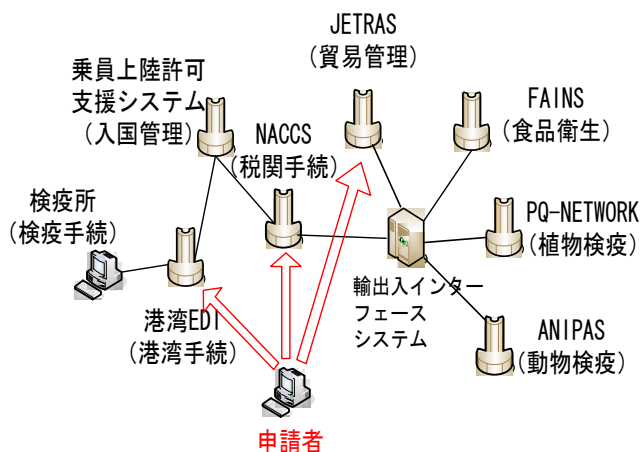 JETRAS
（貿易管理）
乗員上陸許可
支援システム
（入国管理）
NACCS
（税関手続）
FAINS
（食品衛生）
検疫所
（検疫手続）
PQ-NETWORK
（植物検疫）
輸出入インター
フェース
システム
港湾EDI
（港湾手続）
ANIPAS
（動物検疫）
申請者